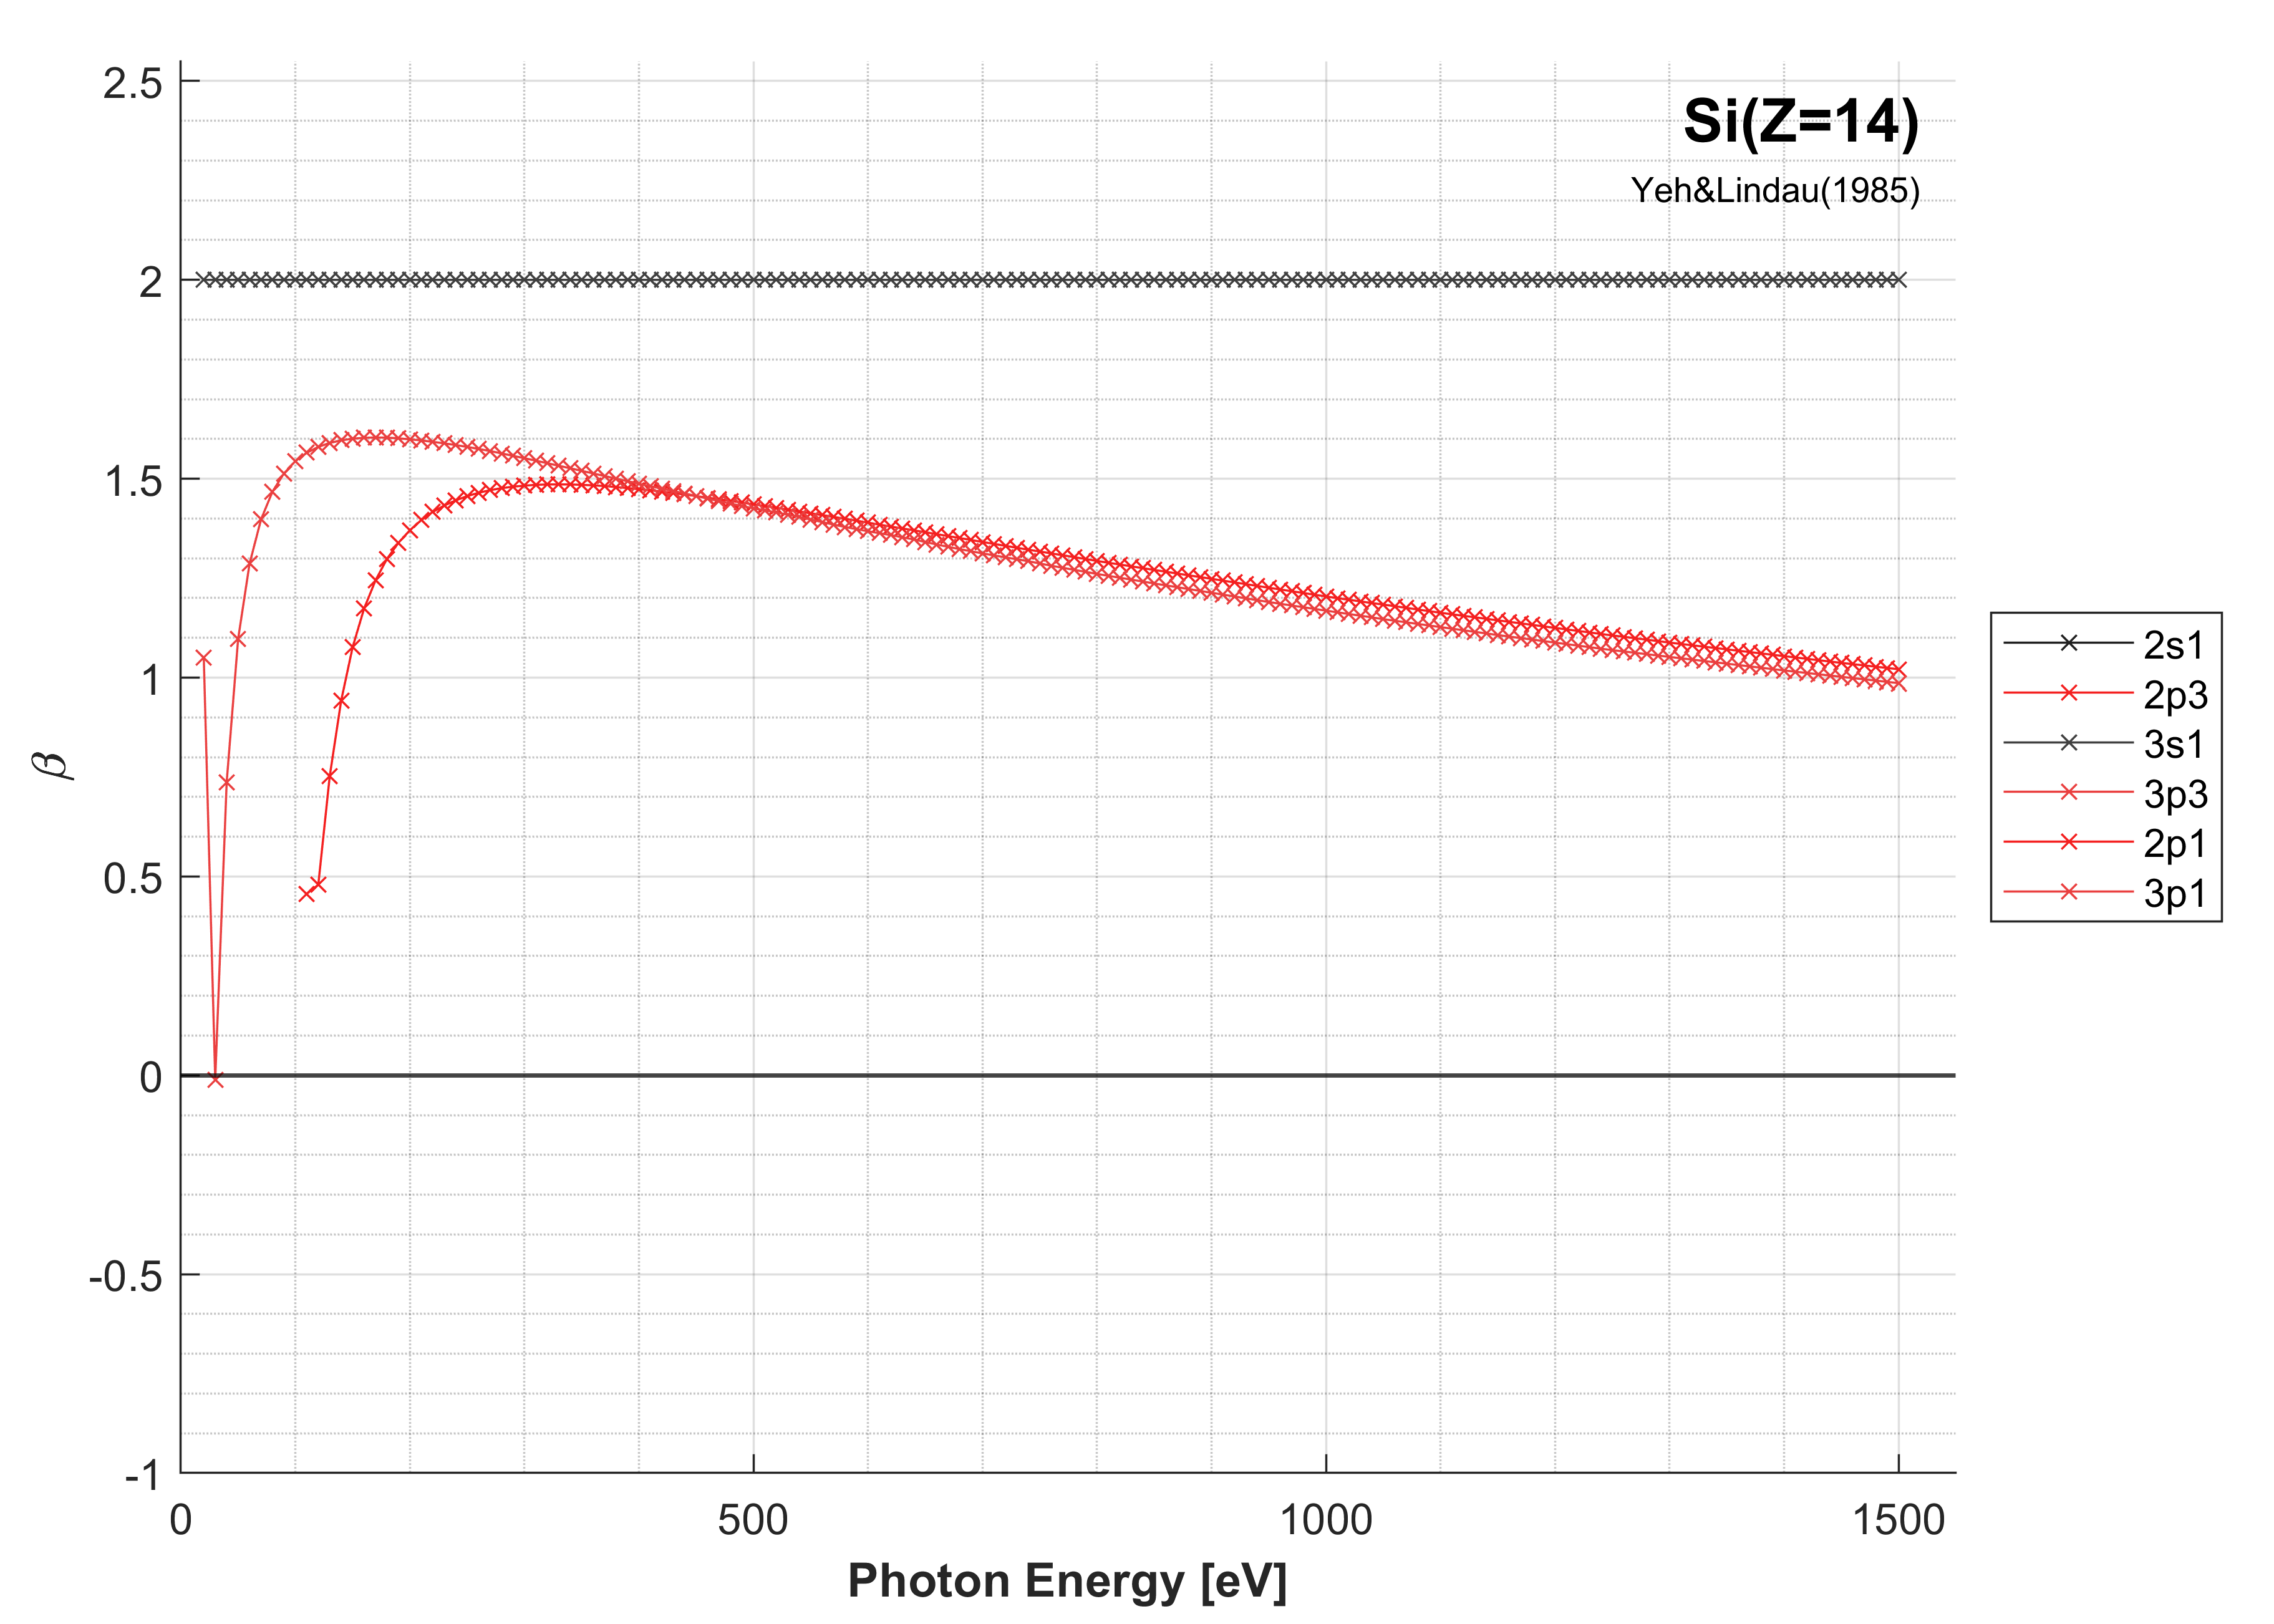 Si(Z=14)
Yeh&Lindau(1985)
2.5
2
1.5
1
0.5
0
-0.5
-1
β
0 500 1000 1500
Photon Energy [eV]
2s1
2p3
3s1
3p3
2p1
3p1